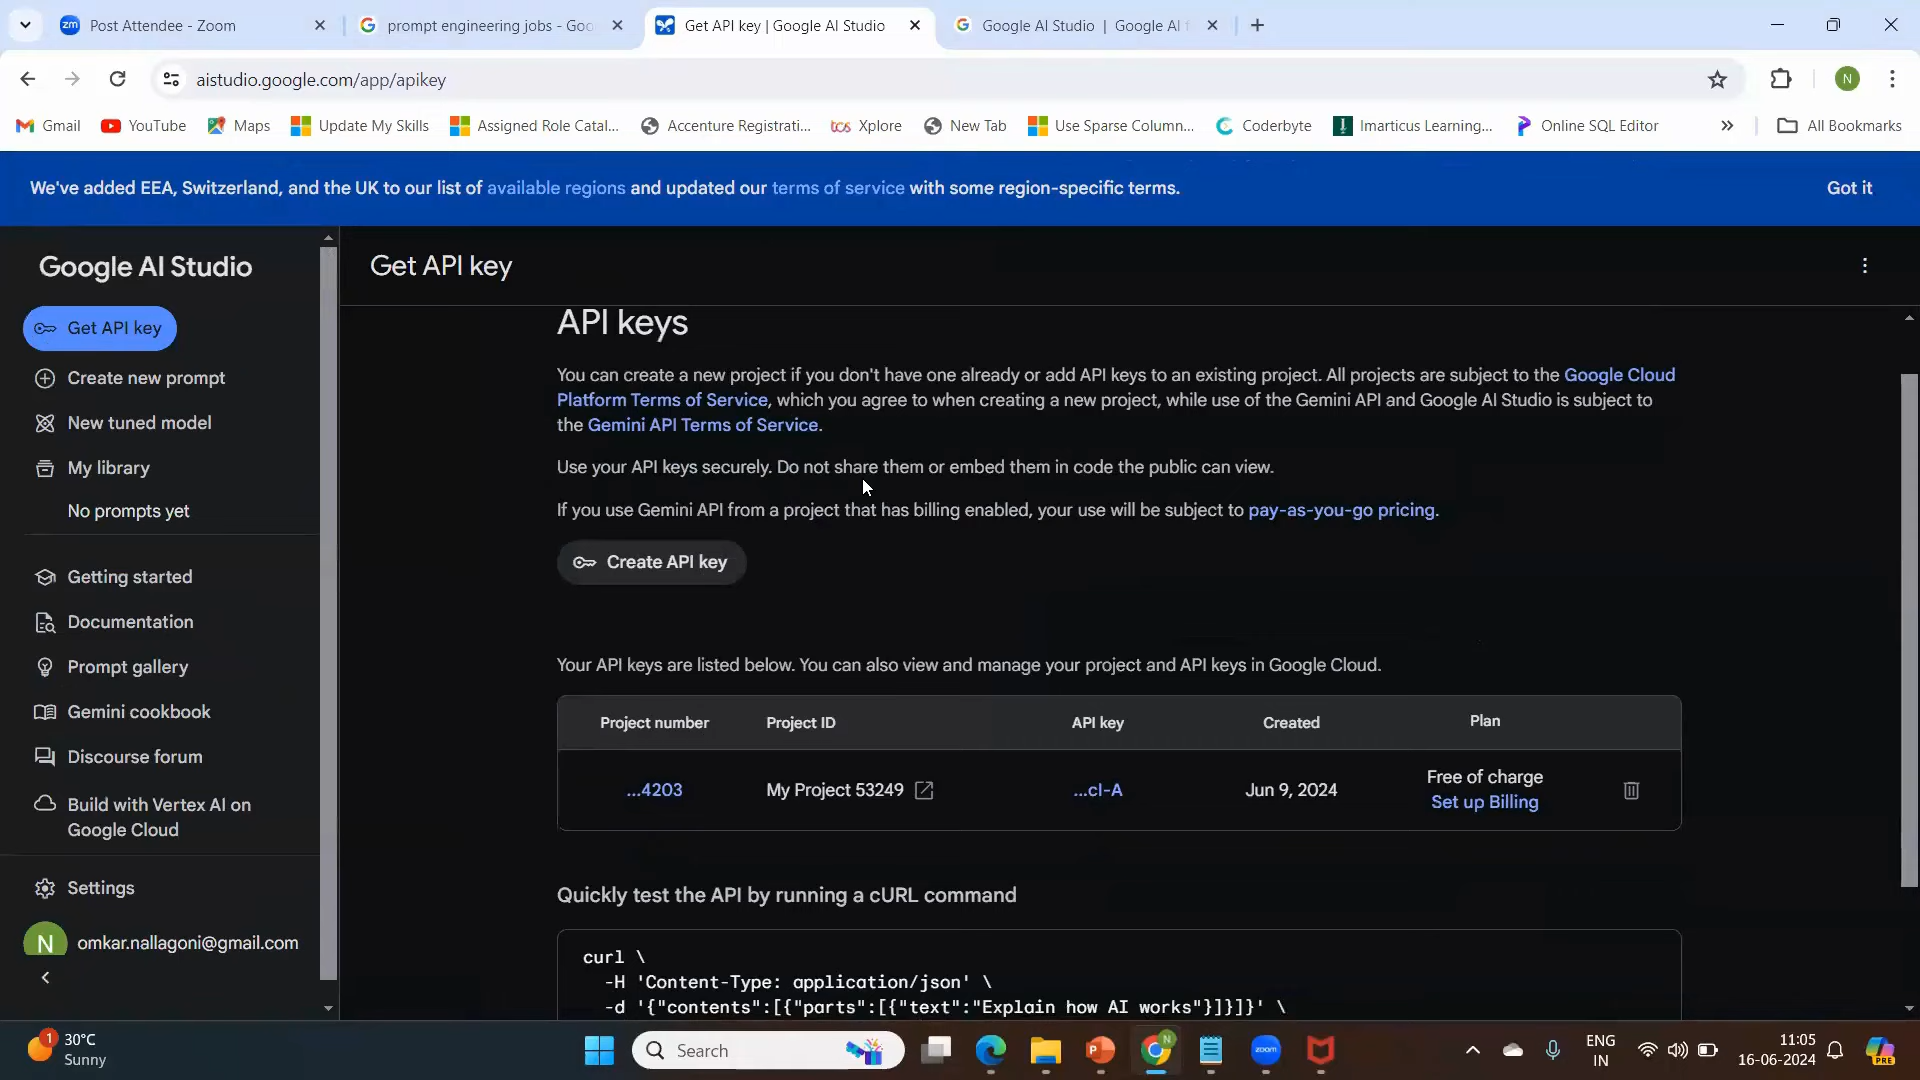 Post Attendee - Zoom
prompt engineering jobs - Goo
Get API key | Google AI Studio
Google AI Studio | Google AI f
aistudio.google.com/app/apikey
N
Gmail
YouTube
Maps
Update My Skills
Assigned Role Catal...
Accenture Registrati...
Xplore
New Tab
Use Sparse Column...
Coderbyte
Imarticus Learning...
Online SQL Editor
All Bookmarks
We've added EEA, Switzerland, and the UK to our list of available regions and updated our terms of service with some region-specific terms.
Got it
Google AI Studio
Get API key
Create new prompt
New tuned model
My library
No prompts yet
Getting started
Documentation
Prompt gallery
Gemini cookbook
Discourse forum
Build with Vertex AI on
Google Cloud
Settings
N
omkar.nallagoni@gmail.com
Get API key
API keys
You can create a new project if you don't have one already or add API keys to an existing project. All projects are subject to the Google Cloud
Platform Terms of Service, which you agree to when creating a new project, while use of the Gemini API and Google AI Studio is subject to
the Gemini API Terms of Service.
Use your API keys securely. Do not share them or embed them in code the public can view.
If you use Gemini API from a project that has billing enabled, your use will be subject to pay-as-you-go pricing.
Create API key
Your API keys are listed below. You can also view and manage your project and API keys in Google Cloud.
Project number Project ID API key Created Plan
...4203 My Project 53249 ...cl-A Jun 9, 2024 Free of charge
Set up Billing
Quickly test the API by running a cURL command
curl \
-H 'Content-Type: application/json' \
-d '{"contents":[{"parts":[{"text":"Explain how AI works"}]}]}' \
1
30°C
Sunny
Search
zoom
ENG
IN
11:05
16-06-2024
PRE